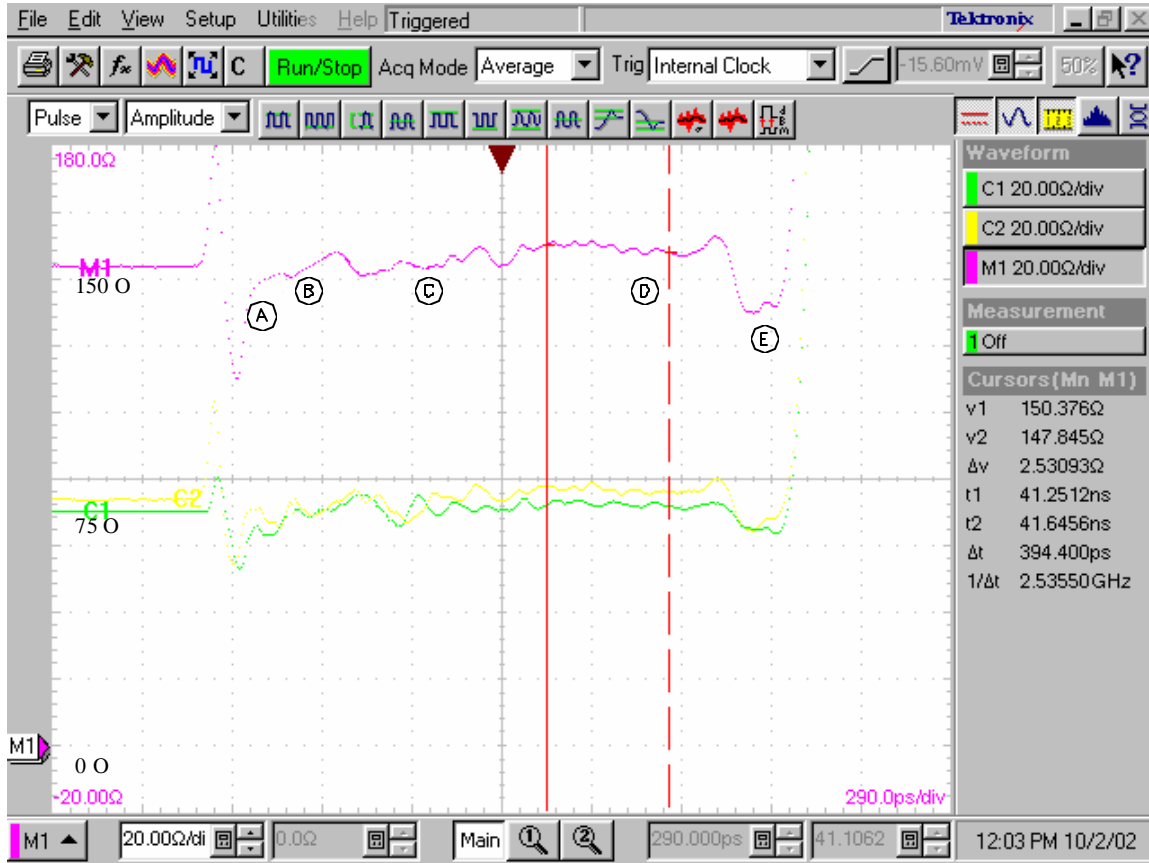 File Edit View Setup Utilities Help Triggered Tektronix
C Run/Stop Acq Mode Average Trig Internal Clock -15.60mV 50%
Pulse Amplitude
180.0Ω
M1
150 O
A
B
C
D
E
C2
C1
75 O
M1
0 O
-20.00Ω
290.0ps/div
Waveform
C1 20.00Ω/div
C2 20.00Ω/div
M1 20.00Ω/div
Measurement
1 Off
Cursors(Mn M1)
v1 150.376Ω
v2 147.845Ω
Δv 2.53093Ω
t1 41.2512ns
t2 41.6456ns
Δt 394.400ps
1/Δt 2.53550GHz
M1 20.00Ω/di 0.0Ω Main 1 2 290.000ps 41.1062 12:03 PM 10/2/02